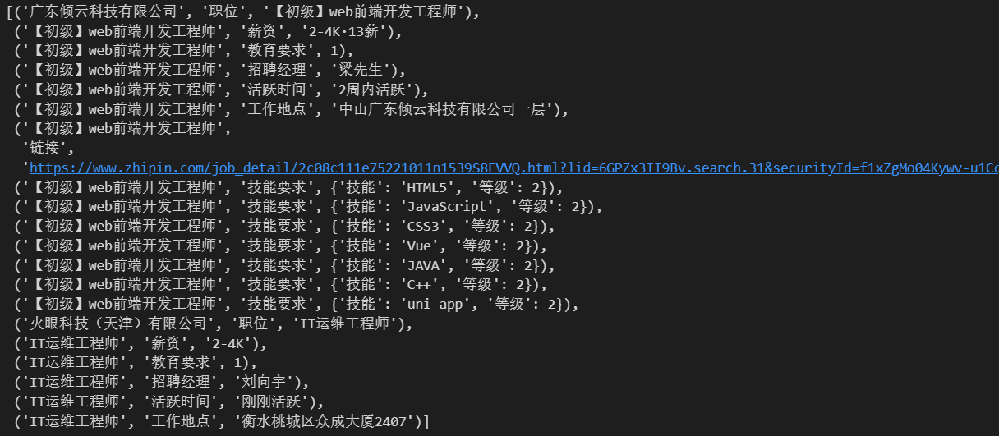 [('广东倾云科技有限公司', '职位', '【初级】web前端开发工程师'),
('【初级】web前端开发工程师', '薪资', '2-4K·13薪'),
('【初级】web前端开发工程师', '教育要求', 1),
('【初级】web前端开发工程师', '招聘经理', '梁先生'),
('【初级】web前端开发工程师', '活跃时间', '2周内活跃'),
('【初级】web前端开发工程师', '工作地点', '中山广东倾云科技有限公司一层'),
('【初级】web前端开发工程师',
'链接',
'https://www.zhipin.com/job_detail/2c08c111e75221011n1539S8EVVQ.html?lid=6GPZx3II9Bv.search.31&securityId=f1xZgMo04Kywv-u1Cc
('【初级】web前端开发工程师', '技能要求', {'技能': 'HTML5', '等级': 2}),
('【初级】web前端开发工程师', '技能要求', {'技能': 'JavaScript', '等级': 2}),
('【初级】web前端开发工程师', '技能要求', {'技能': 'CSS3', '等级': 2}),
('【初级】web前端开发工程师', '技能要求', {'技能': 'Vue', '等级': 2}),
('【初级】web前端开发工程师', '技能要求', {'技能': 'JAVA', '等级': 2}),
('【初级】web前端开发工程师', '技能要求', {'技能': 'C++', '等级': 2}),
('【初级】web前端开发工程师', '技能要求', {'技能': 'uni-app', '等级': 2}),
('火眼科技（天津）有限公司', '职位', 'IT运维工程师'),
('IT运维工程师', '薪资', '2-4K'),
('IT运维工程师', '教育要求', 1),
('IT运维工程师', '招聘经理', '刘向宇'),
('IT运维工程师', '活跃时间', '刚刚活跃'),
('IT运维工程师', '工作地点', '衡水桃城区众成大厦2407')]